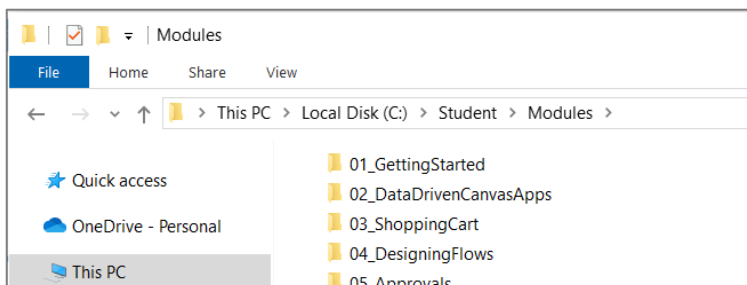 Modules
File Home Share View
This PC > Local Disk (C:) > Student > Modules >
Quick access
OneDrive - Personal
This PC
01_GettingStarted
02_DataDrivenCanvasApps
03_ShoppingCart
04_DesigningFlows
05_Approvals